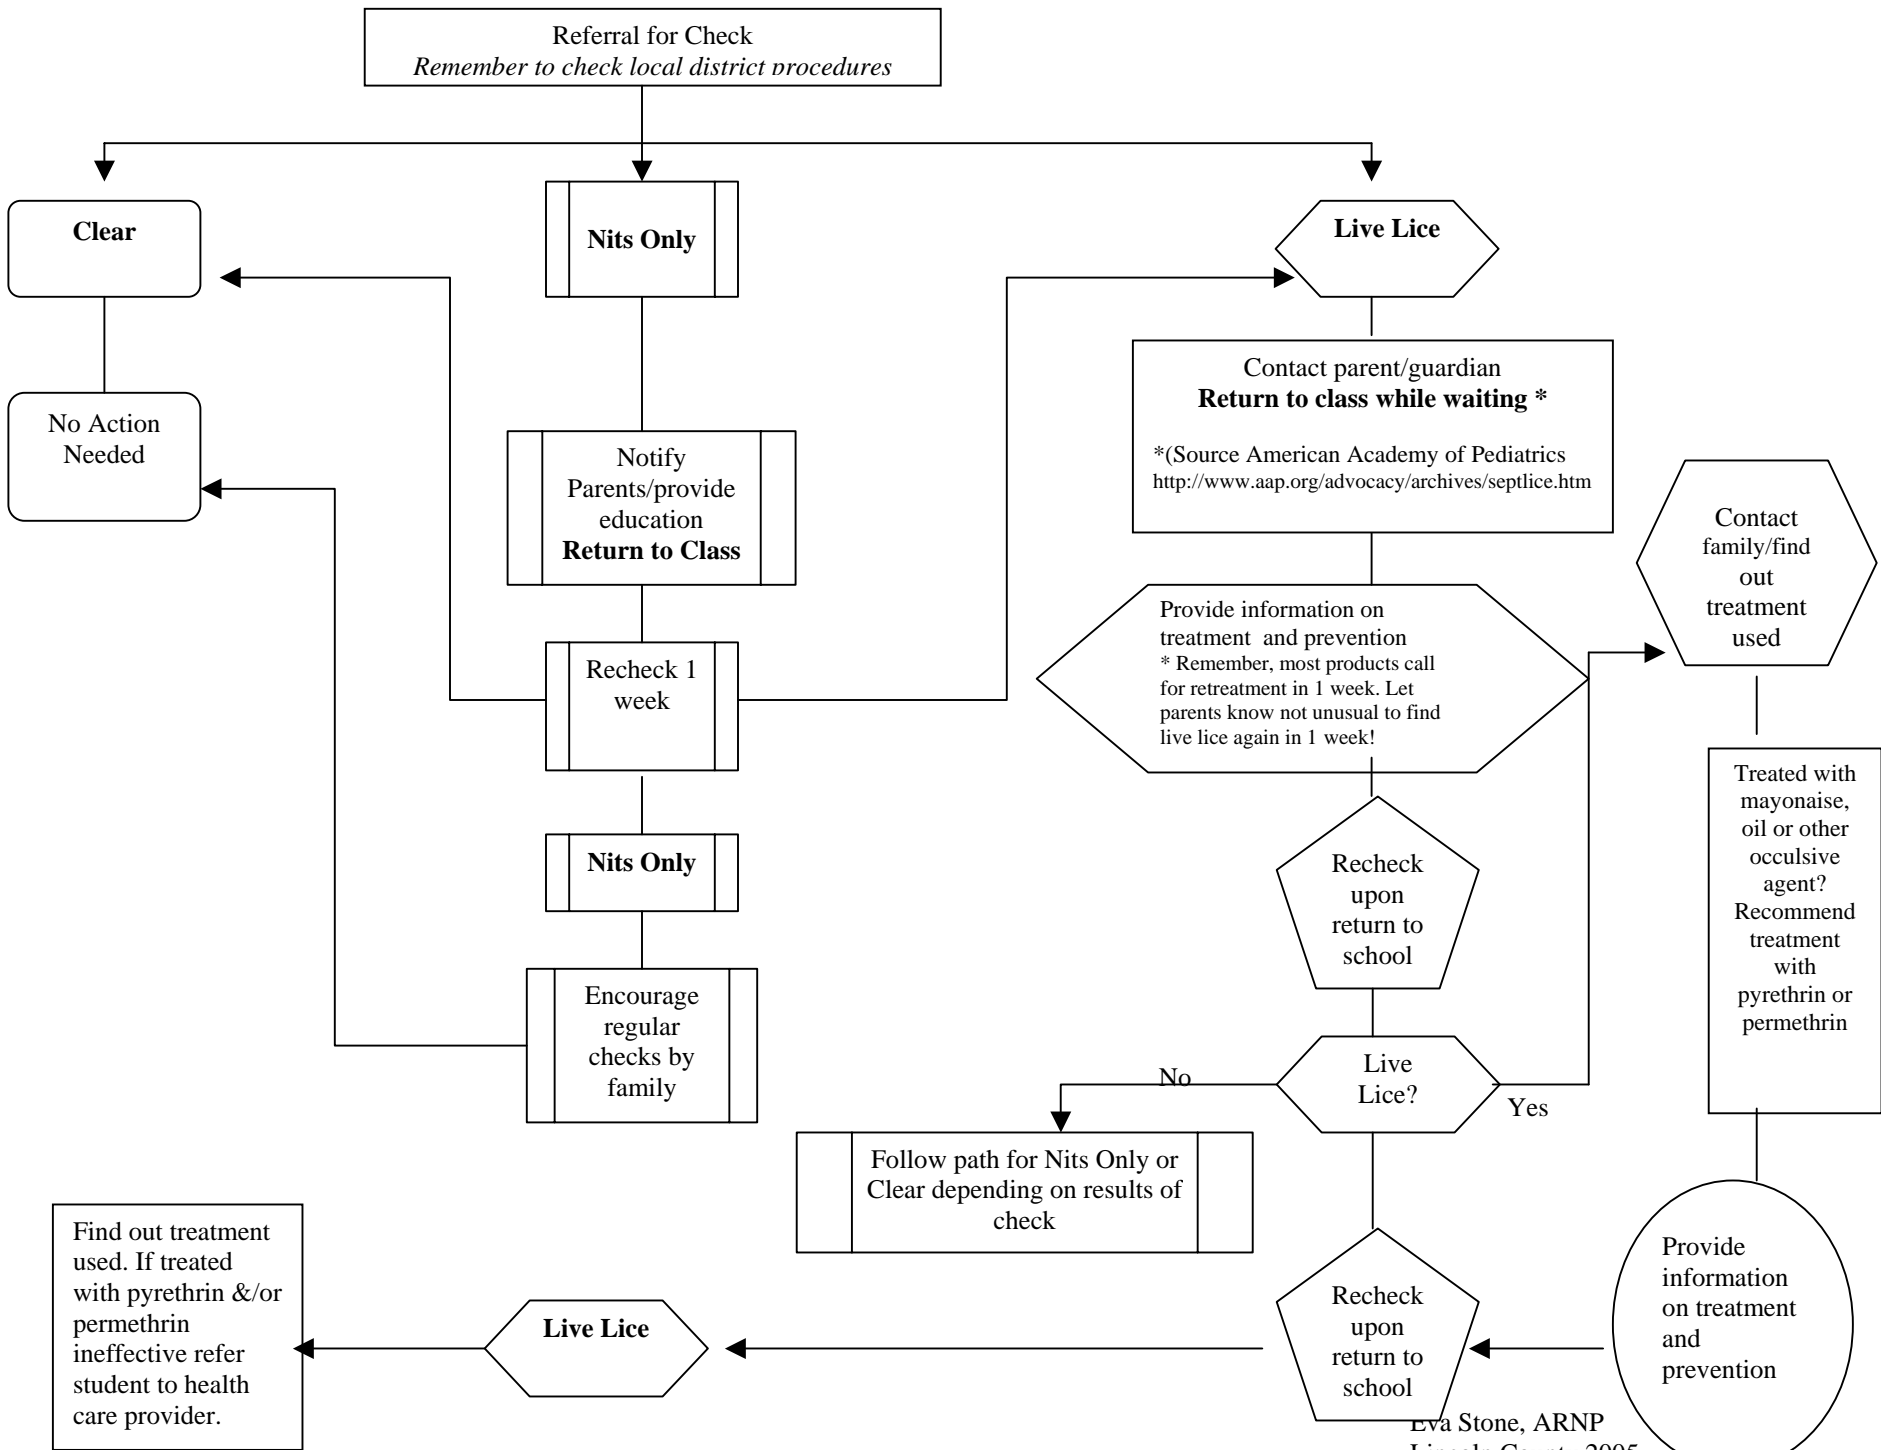 Referral for Check
Remember to check local district procedures
Clear
Nits Only
Live Lice
No Action
Needed
Notify
Parents/provide
education
Return to Class
Contact parent/guardian
Return to class while waiting *
*(Source American Academy of Pediatrics
http://www.aap.org/advocacy/archives/septlice.htm
Contact
family/find
out
treatment
used
Provide information on
treatment and prevention
* Remember, most products call
for retreatment in 1 week. Let
parents know not unusual to find
live lice again in 1 week!
Recheck 1
week
Treated with
mayonaise,
oil or other
occulsive
agent?
Recommend
treatment
with
pyrethrin or
permethrin
Nits Only
Recheck
upon
return to
school
Encourage
regular
checks by
family
Live
Lice?
No
Yes
Follow path for Nits Only or
Clear depending on results of
check
Find out treatment
used. If treated
with pyrethrin &/or
permethrin
ineffective refer
student to health
care provider.
Live Lice
Recheck
upon
return to
school
Provide
information
on treatment
and
prevention
Eva Stone, ARNP
Lincoln County 2005